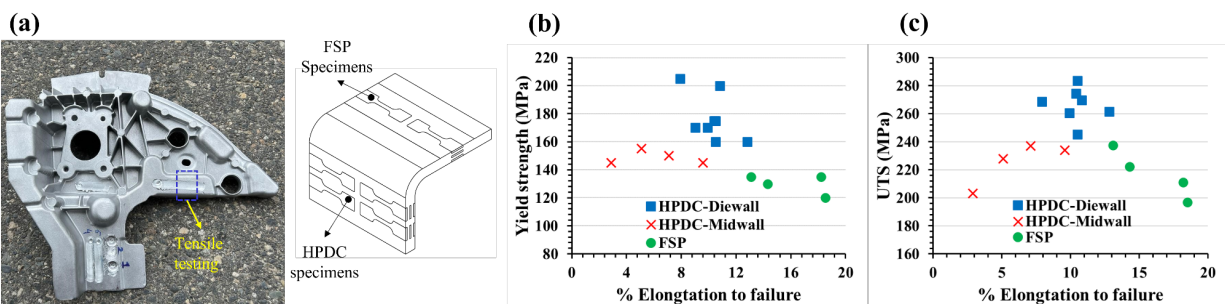 (a)
FSP
Specimens
HPDC
specimens
Tensile
testing
(b)
Yield strength (MPa)
220
200
180
160
140
120
100
80
60
HPDC-Diewall
HPDC-Midwall
FSP
0
4
8
12
16
20
% Elongtation to failure
(c)
UTS (MPa)
300
280
260
240
220
200
180
160
HPDC-Diewall
HPDC-Midwall
FSP
0
5
10
15
20
% Elongtation to failure